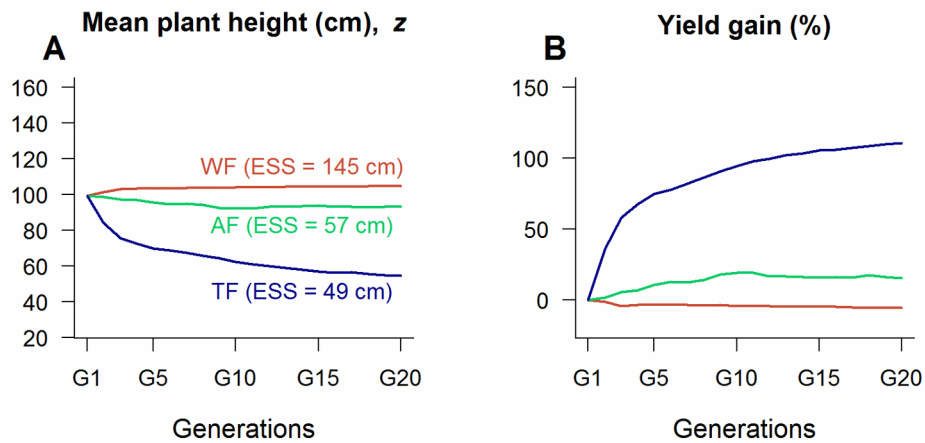 Mean plant height (cm), z
A
160
140
120
100
80
60
40
20
WF (ESS = 145 cm)
AF (ESS = 57 cm)
TF (ESS = 49 cm)
G1 G5 G10 G15 G20
Generations
Yield gain (%)
B
150
100
50
0
G1 G5 G10 G15 G20
Generations